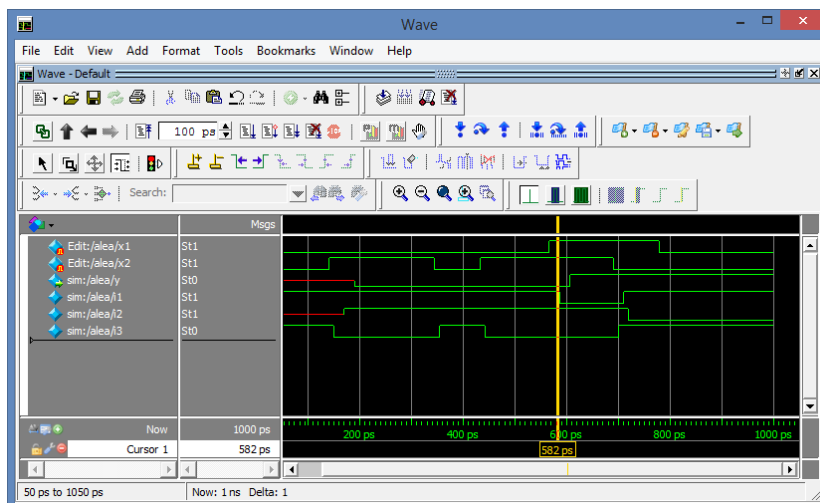 Wave
File Edit View Add Format Tools Bookmarks Window Help
Wave - Default
100 ps
Search:
Msgs
Edit:/alea/x1 St1
Edit:/alea/x2 St1
sim:/alea/y St0
sim:/alea/i1 St1
sim:/alea/i2 St1
sim:/alea/i3 St0
Now 1000 ps 200 ps 400 ps 600 ps 800 ps 1000 ps
Cursor 1 582 ps 582 ps
50 ps to 1050 ps Now: 1 ns Delta: 1